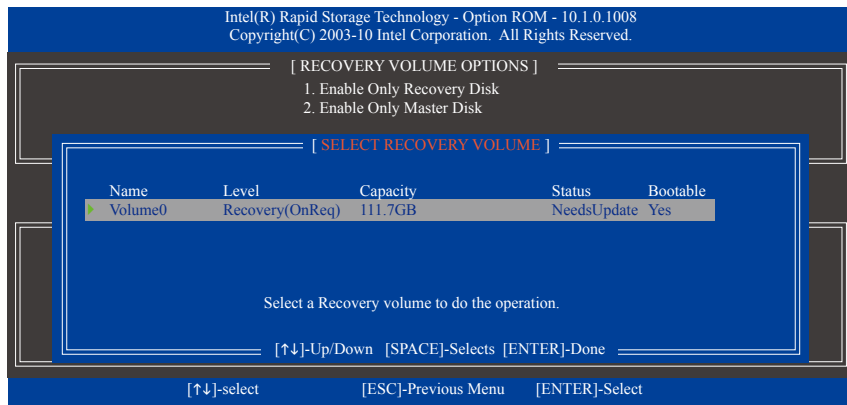 Intel(R) Rapid Storage Technology - Option ROM - 10.1.0.1008
Copyright(C) 2003-10 Intel Corporation. All Rights Reserved.
[ RECOVERY VOLUME OPTIONS ]
1. Enable Only Recovery Disk
2. Enable Only Master Disk
[ SELECT RECOVERY VOLUME ]
Name Level Capacity Status Bootable
Volume0 Recovery(OnReq) 111.7GB NeedsUpdate Yes
Select a Recovery volume to do the operation.
[↑↓]-Up/Down [SPACE]-Selects [ENTER]-Done
[↑↓]-select [ESC]-Previous Menu [ENTER]-Select